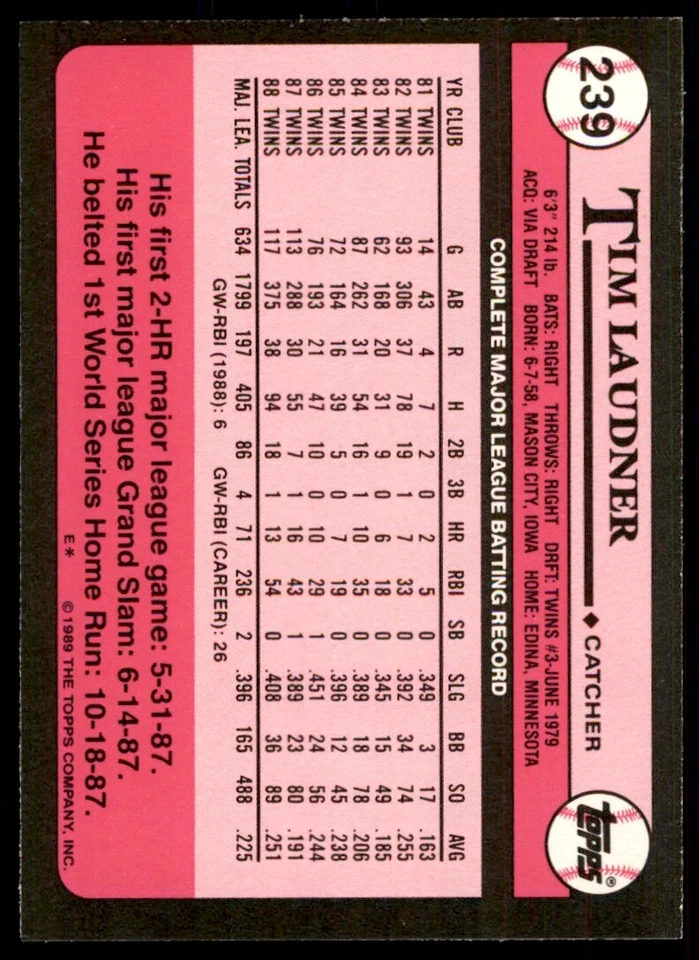 239
TIM LAUDNER ♦ CATCHER
topps®
6'3" 214 lb. BATS: RIGHT THROWS: RIGHT DRFT: TWINS #3-JUNE 1979
ACQ: VIA DRAFT BORN: 6-7-58, MASON CITY, IOWA HOME: EDINA, MINNESOTA
COMPLETE MAJOR LEAGUE BATTING RECORD
YR CLUB G AB R H 2B 3B HR RBI SB SLG BB SO AVG
81 TWINS 14 43 4 7 2 0 2 5 0 .349 3 17 .163
82 TWINS 93 306 37 78 19 1 7 33 0 .392 34 74 .255
83 TWINS 62 168 20 31 9 0 6 18 0 .345 15 49 .185
84 TWINS 87 262 31 54 16 1 10 35 0 .389 18 78 .206
85 TWINS 72 164 16 39 5 0 7 19 0 .396 12 45 .238
86 TWINS 76 193 21 47 10 0 10 29 1 .451 24 56 .244
87 TWINS 113 288 30 55 7 1 16 43 1 .389 23 80 .191
88 TWINS 117 375 38 94 18 1 13 54 0 .408 36 89 .251
MAJ. LEA. TOTALS 634 1799 197 405 86 4 71 236 2 .396 165 488 .225
GW-RBI (1988): 6 GW-RBI (CAREER): 26
His first 2-HR major league game: 5-31-87.
His first major league Grand Slam: 6-14-87.
He belted 1st World Series Home Run: 10-18-87.
E* ©1989 THE TOPPS COMPANY, INC.